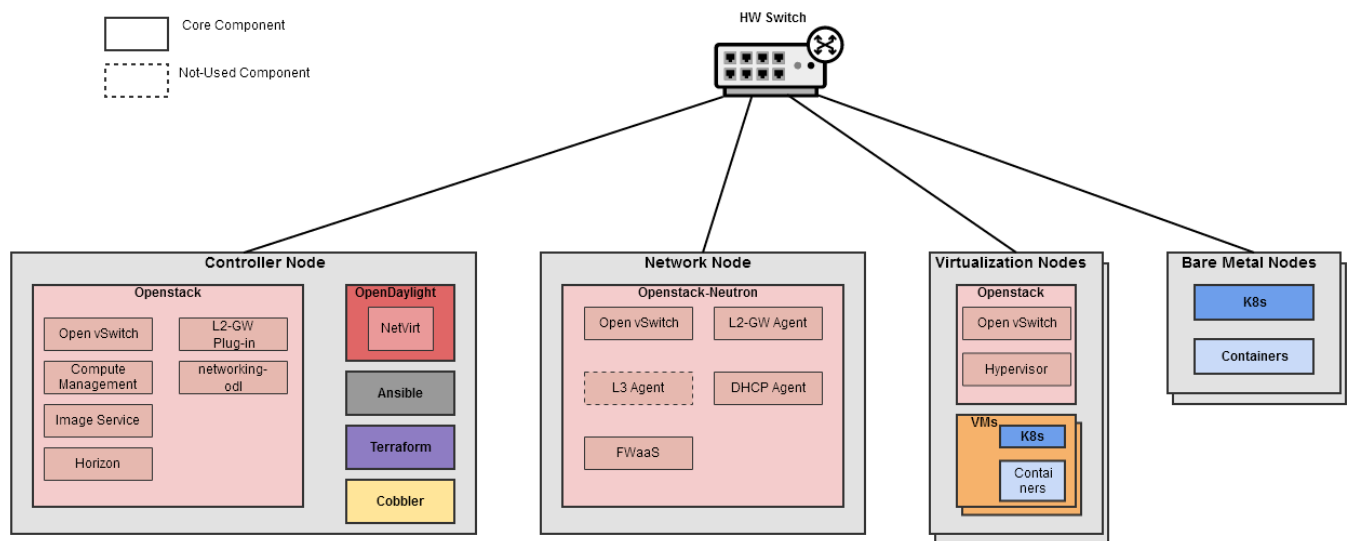 HW Switch
Core Component
Not-Used Component
Controller Node
Openstack
Open vSwitch
L2-GW
Plug-in
Compute
Management
networking-
odl
Image Service
Horizon
OpenDaylight
NetVirt
Ansible
Terraform
Cobbler
Network Node
Openstack-Neutron
Open vSwitch
L2-GW Agent
L3 Agent
DHCP Agent
FWaaS
Virtualization Nodes
Openstack
Open vSwitch
Hypervisor
VMs
K8s
Contai
ners
Bare Metal Nodes
K8s
Containers